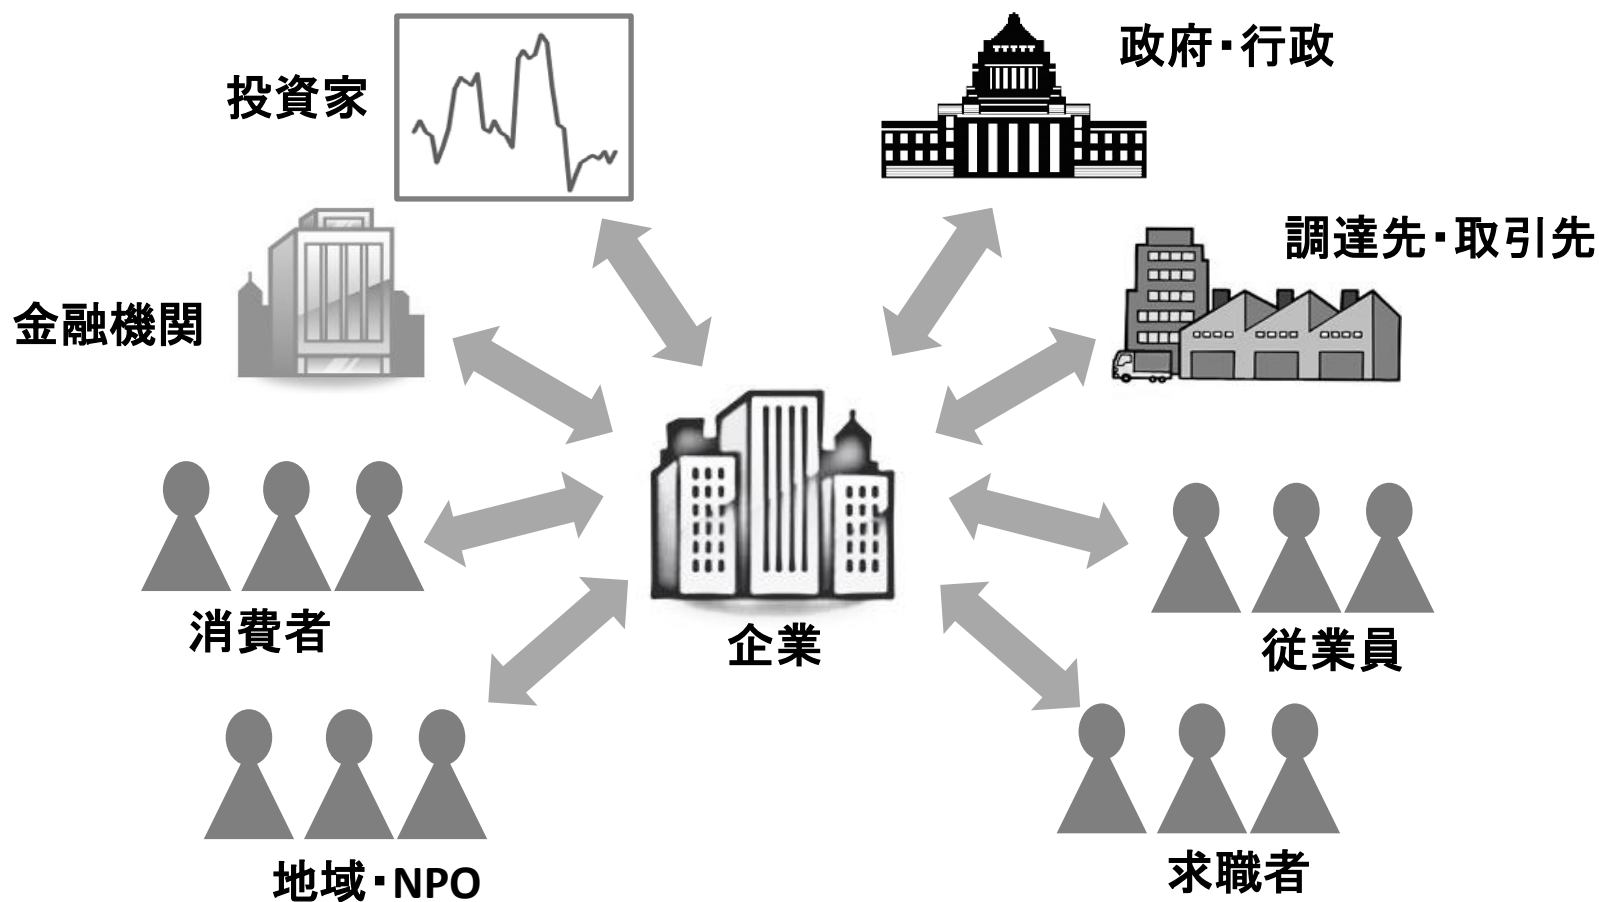 政府・行政
投資家
調達先・取引先
金融機関
消費者
企業
従業員
地域・NPO
求職者